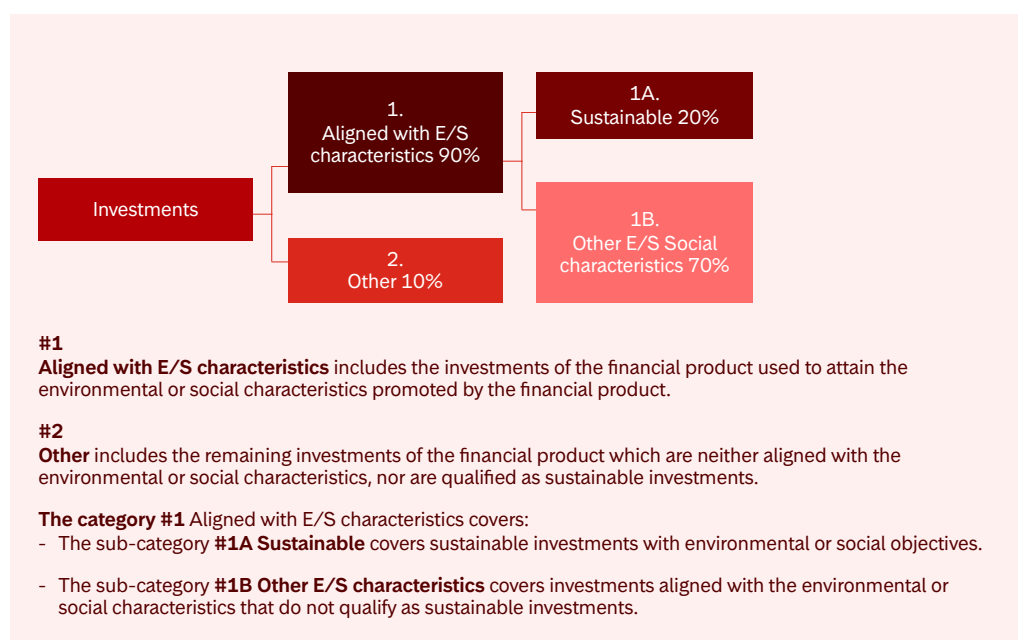 Investments
1.
Aligned with E/S
characteristics 90%
2.
Other 10%
1A.
Sustainable 20%
1B.
Other E/S Social
characteristics 70%
#1
Aligned with E/S characteristics includes the investments of the financial product used to attain the
environmental or social characteristics promoted by the financial product.
#2
Other includes the remaining investments of the financial product which are neither aligned with the
environmental or social characteristics, nor are qualified as sustainable investments.
The category #1 Aligned with E/S characteristics covers:
- The sub-category #1A Sustainable covers sustainable investments with environmental or social objectives.
- The sub-category #1B Other E/S characteristics covers investments aligned with the environmental or
social characteristics that do not qualify as sustainable investments.